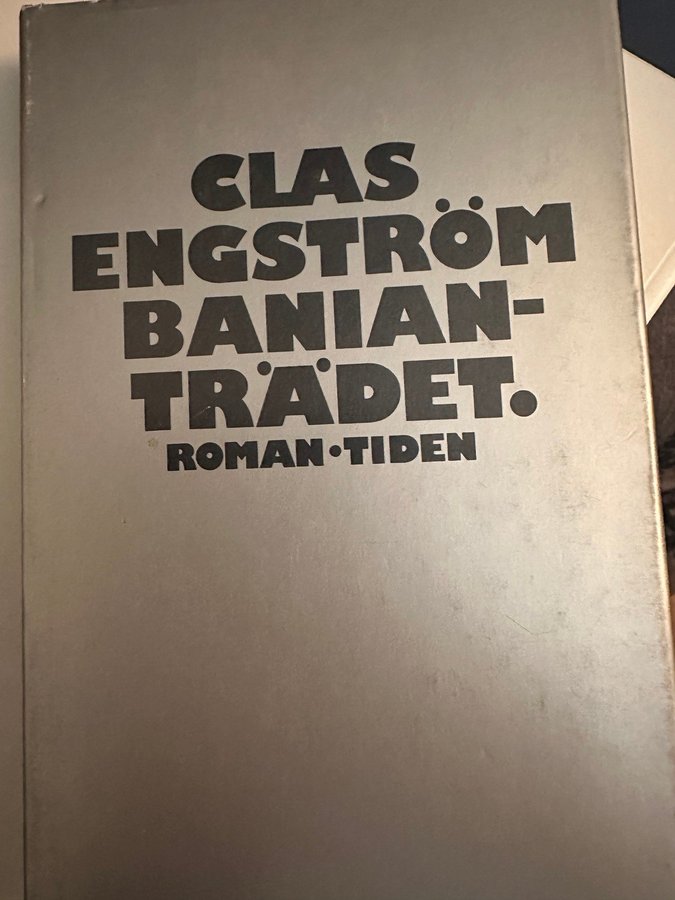 CLAS
ENGSTRÖM
BANIAN-
TRÄDET.
ROMAN•TIDEN